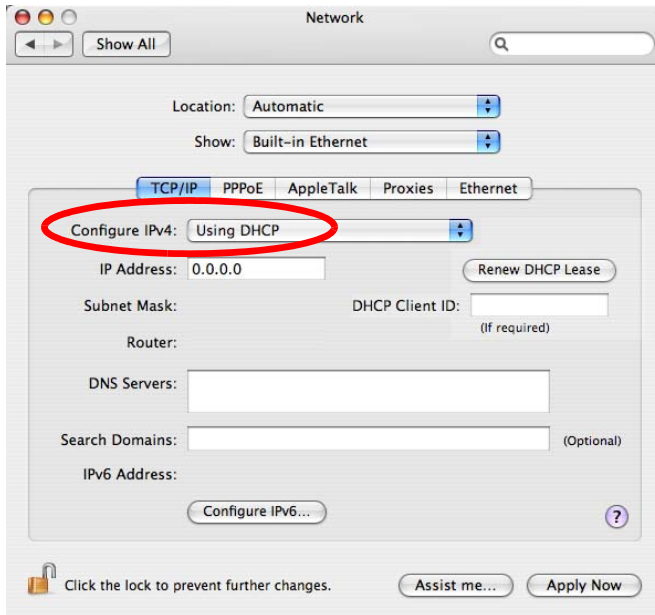 Network
Show All
Location: Automatic
Show: Built-in Ethernet
TCP/IP PPPoE AppleTalk Proxies Ethernet
Configure IPv4: Using DHCP
IP Address: 0.0.0.0 Renew DHCP Lease
Subnet Mask: DHCP Client ID:
(If required)
Router:
DNS Servers:
Search Domains: (Optional)
IPv6 Address:
Configure IPv6... ?
Click the lock to prevent further changes. Assist me... Apply Now